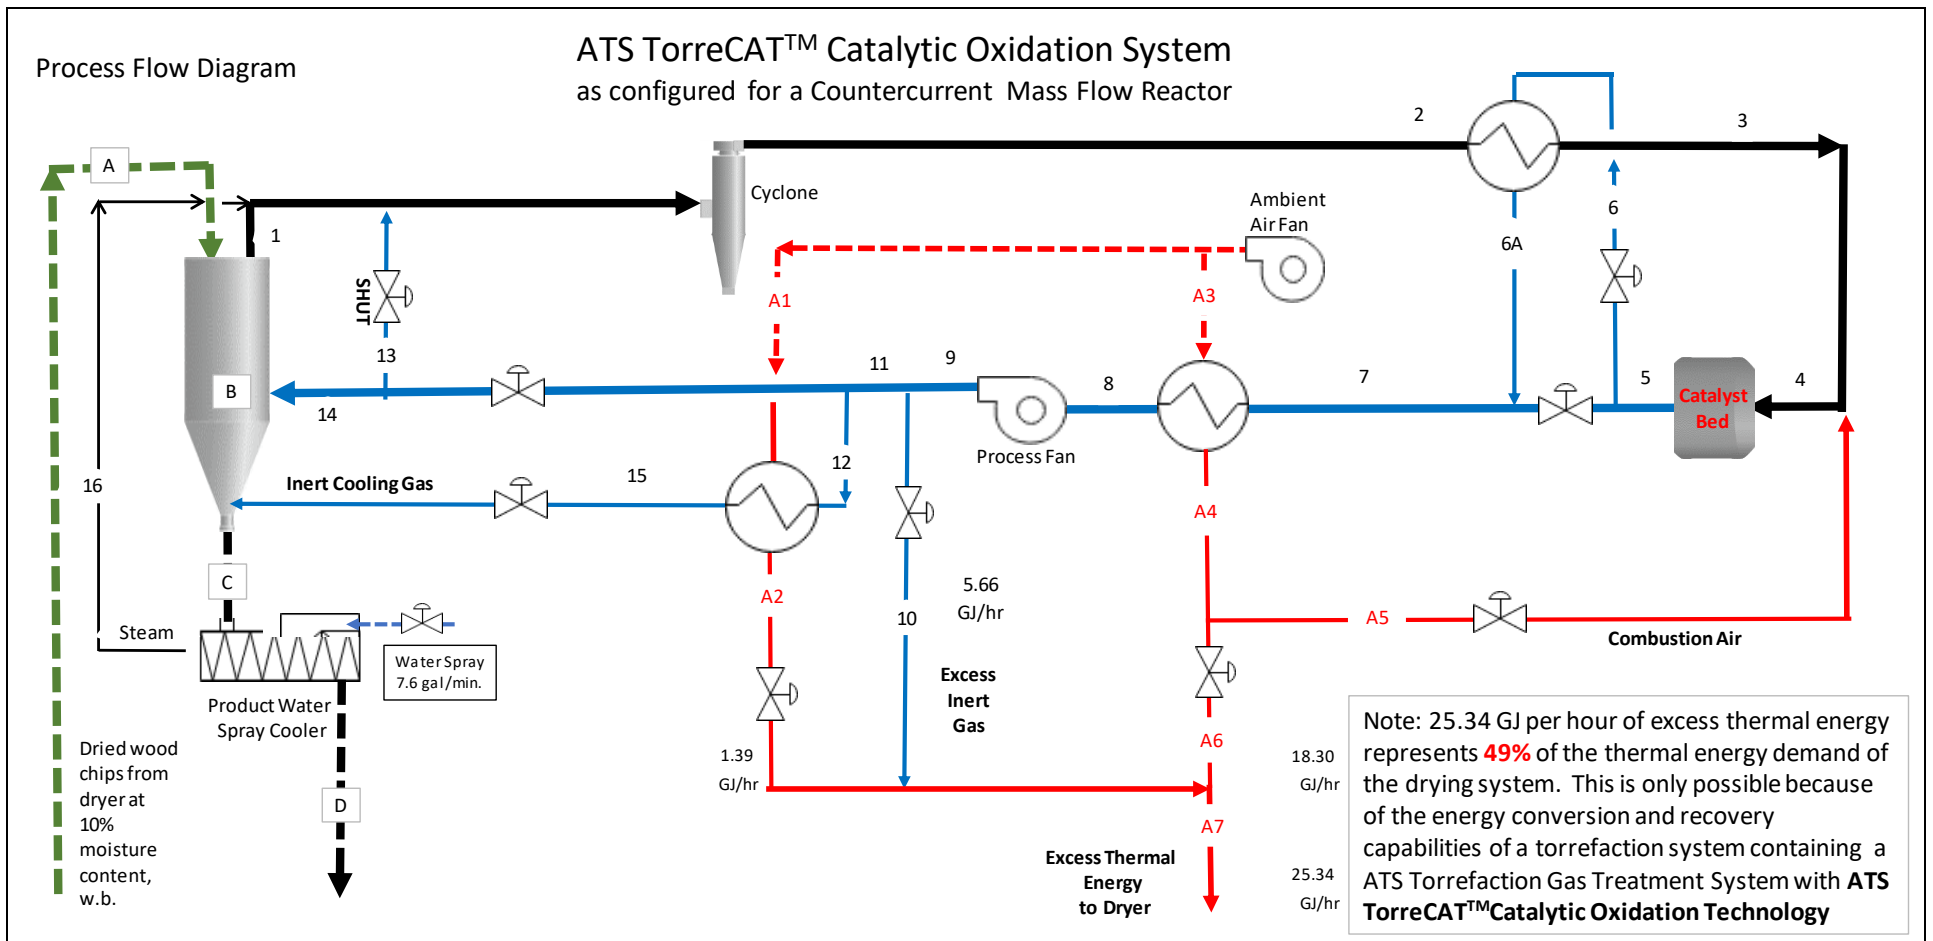 ATS TorreCAT™ Catalytic Oxidation System
Process Flow Diagram
as configured for a Countercurrent Mass Flow Reactor
2
3
A
Cyclone
Ambient
Air Fan
1
6
6A
SHUT
A1
A3
13
11
9
8
7
5
4
B
14
Catalyst
Bed
Process Fan
12
15
Inert Cooling Gas
16
A4
C
A2
5.66
GJ/hr
10
A5
Steam
Combustion Air
Water Spray
7.6 gal/min.
Excess
Inert
Gas
Product Water
Spray Cooler
Dried wood
chips from
dryer at
10%
moisture
content,
w.b.
D
1.39
GJ/hr
A6
18.30
GJ/hr
A7
Excess Thermal
Energy
to Dryer
25.34
GJ/hr
Note: 25.34 GJ per hour of excess thermal energy
represents 49% of the thermal energy demand of
the drying system. This is only possible because
of the energy conversion and recovery
capabilities of a torrefaction system containing a
ATS Torrefaction Gas Treatment System with ATS
TorreCAT™Catalytic Oxidation Technology